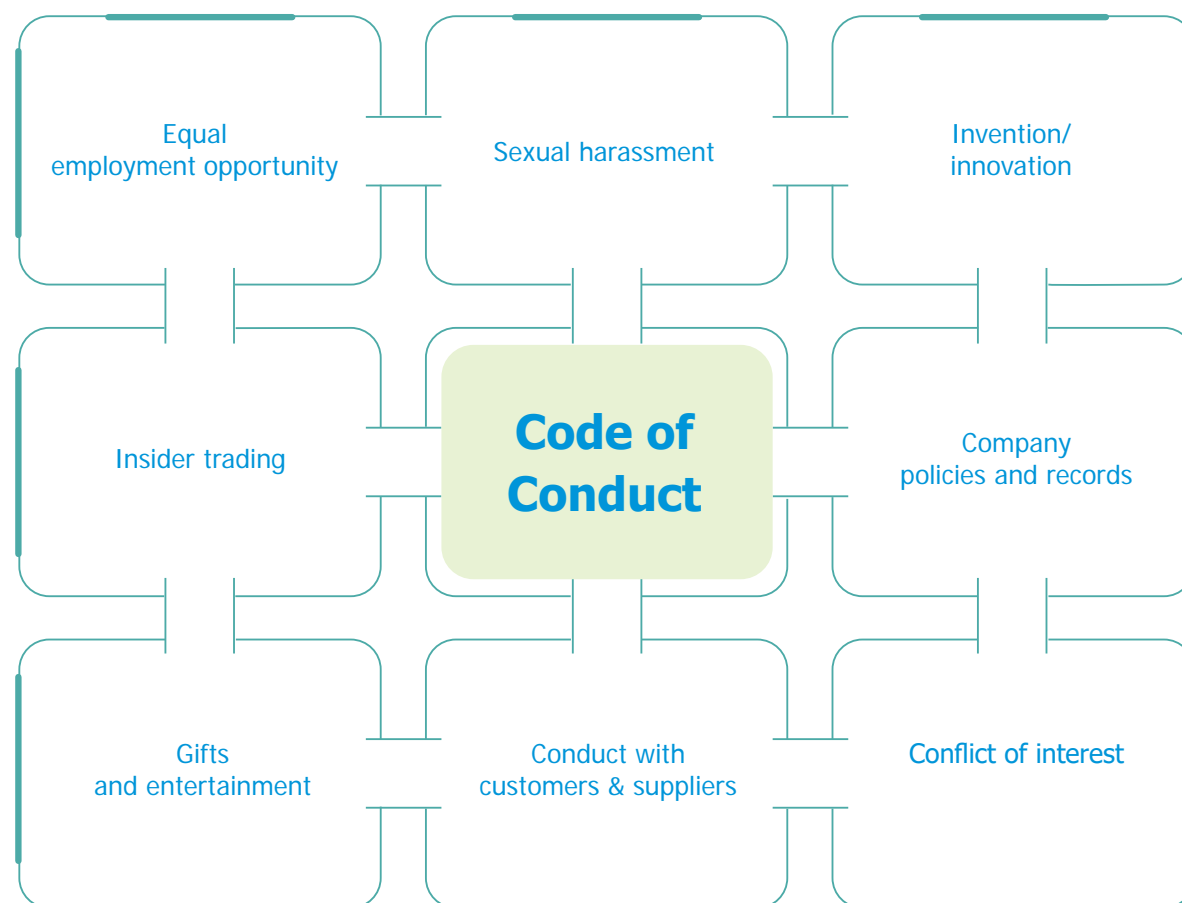 Equal
employment opportunity
Sexual harassment
Invention/
innovation
Insider trading
Code of
Conduct
Company
policies and records
Gifts
and entertainment
Conduct with
customers & suppliers
Conflict of interest